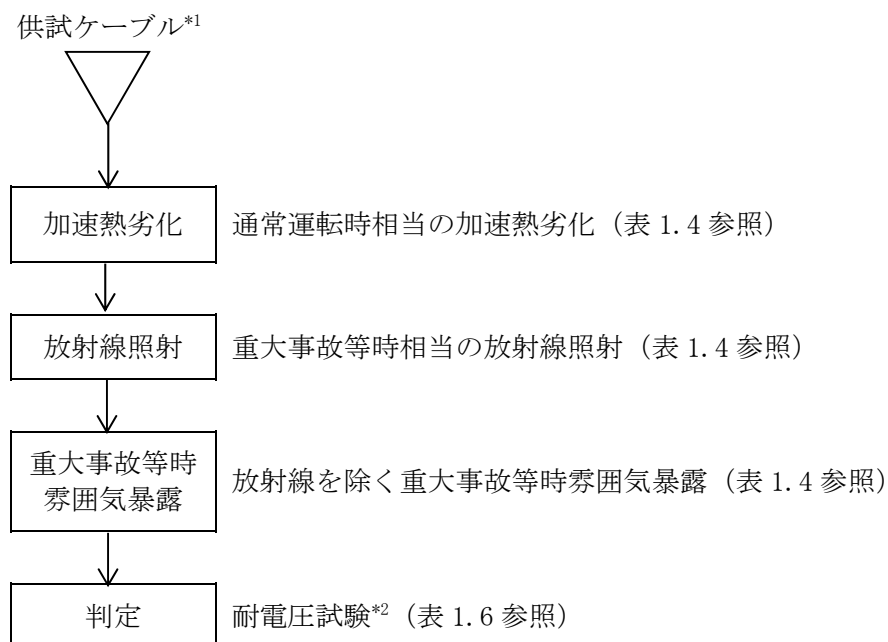 供試ケーブル*1
加速熱劣化 通常運転時相当の加速熱劣化（表 1.4 参照）
放射線照射 重大事故等時相当の放射線照射（表 1.4 参照）
重大事故等時
雰囲気暴露
放射線を除く重大事故等時雰囲気暴露（表 1.4 参照）
判定 耐電圧試験*2（表 1.6 参照）